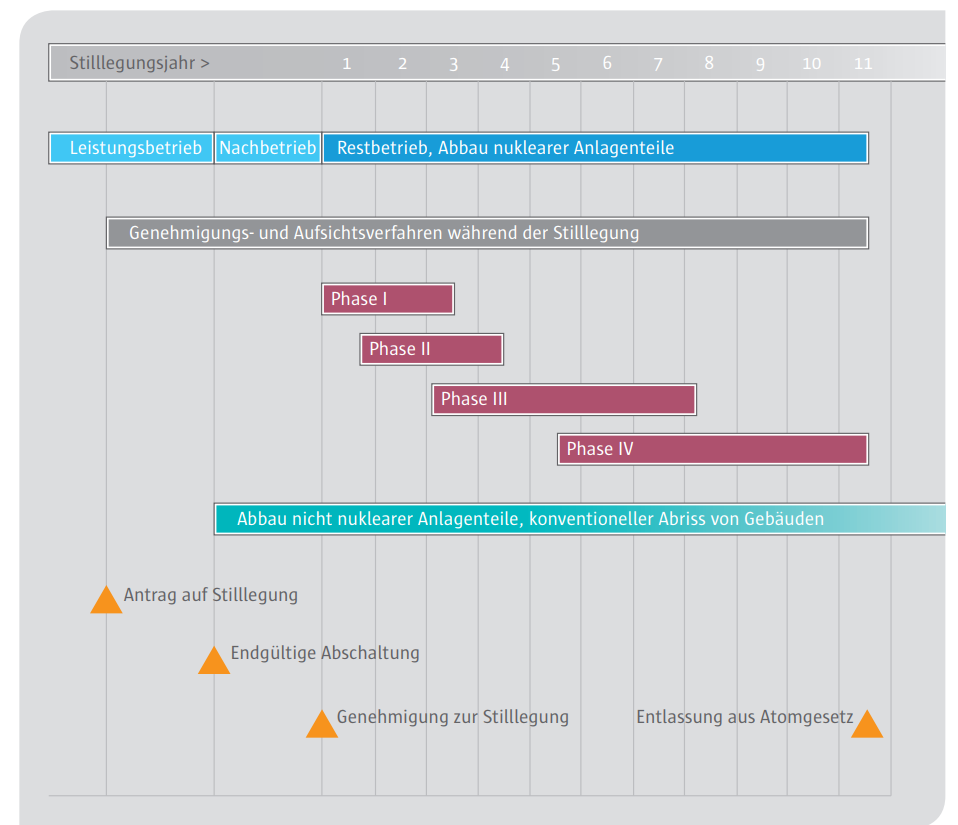 Stilllegungsjahr > 1 2 3 4 5 6 7 8 9 10 11
Leistungsbetrieb Nachbetrieb Restbetrieb, Abbau nuklearer Anlagenteile
Genehmigungs- und Aufsichtsverfahren während der Stilllegung
Phase I
Phase II
Phase III
Phase IV
Abbau nicht nuklearer Anlagenteile, konventioneller Abriss von Gebäuden
Antrag auf Stilllegung
Endgültige Abschaltung
Genehmigung zur Stilllegung Entlassung aus Atomgesetz